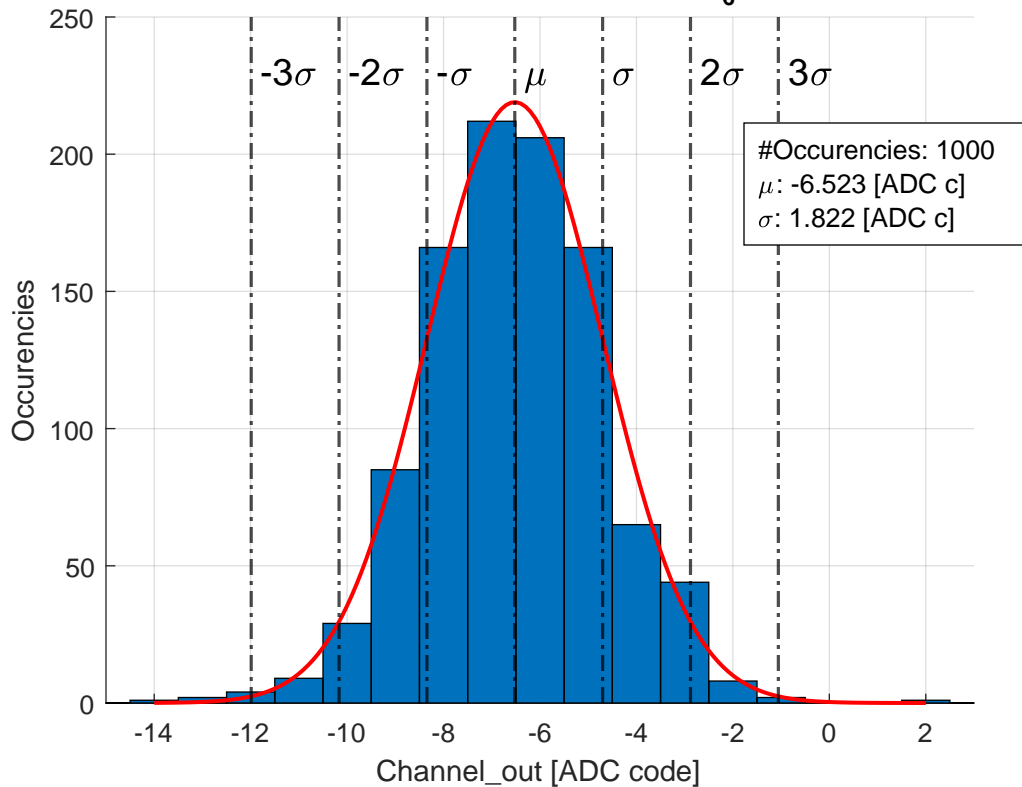 250
-3σ -2σ -σ μ σ 2σ 3σ
200
#Occurencies: 1000
μ: -6.523 [ADC c]
σ: 1.822 [ADC c]
150
100
50
0
Occurencies
-14 -12 -10 -8 -6 -4 -2 0 2
Channel_out [ADC code]